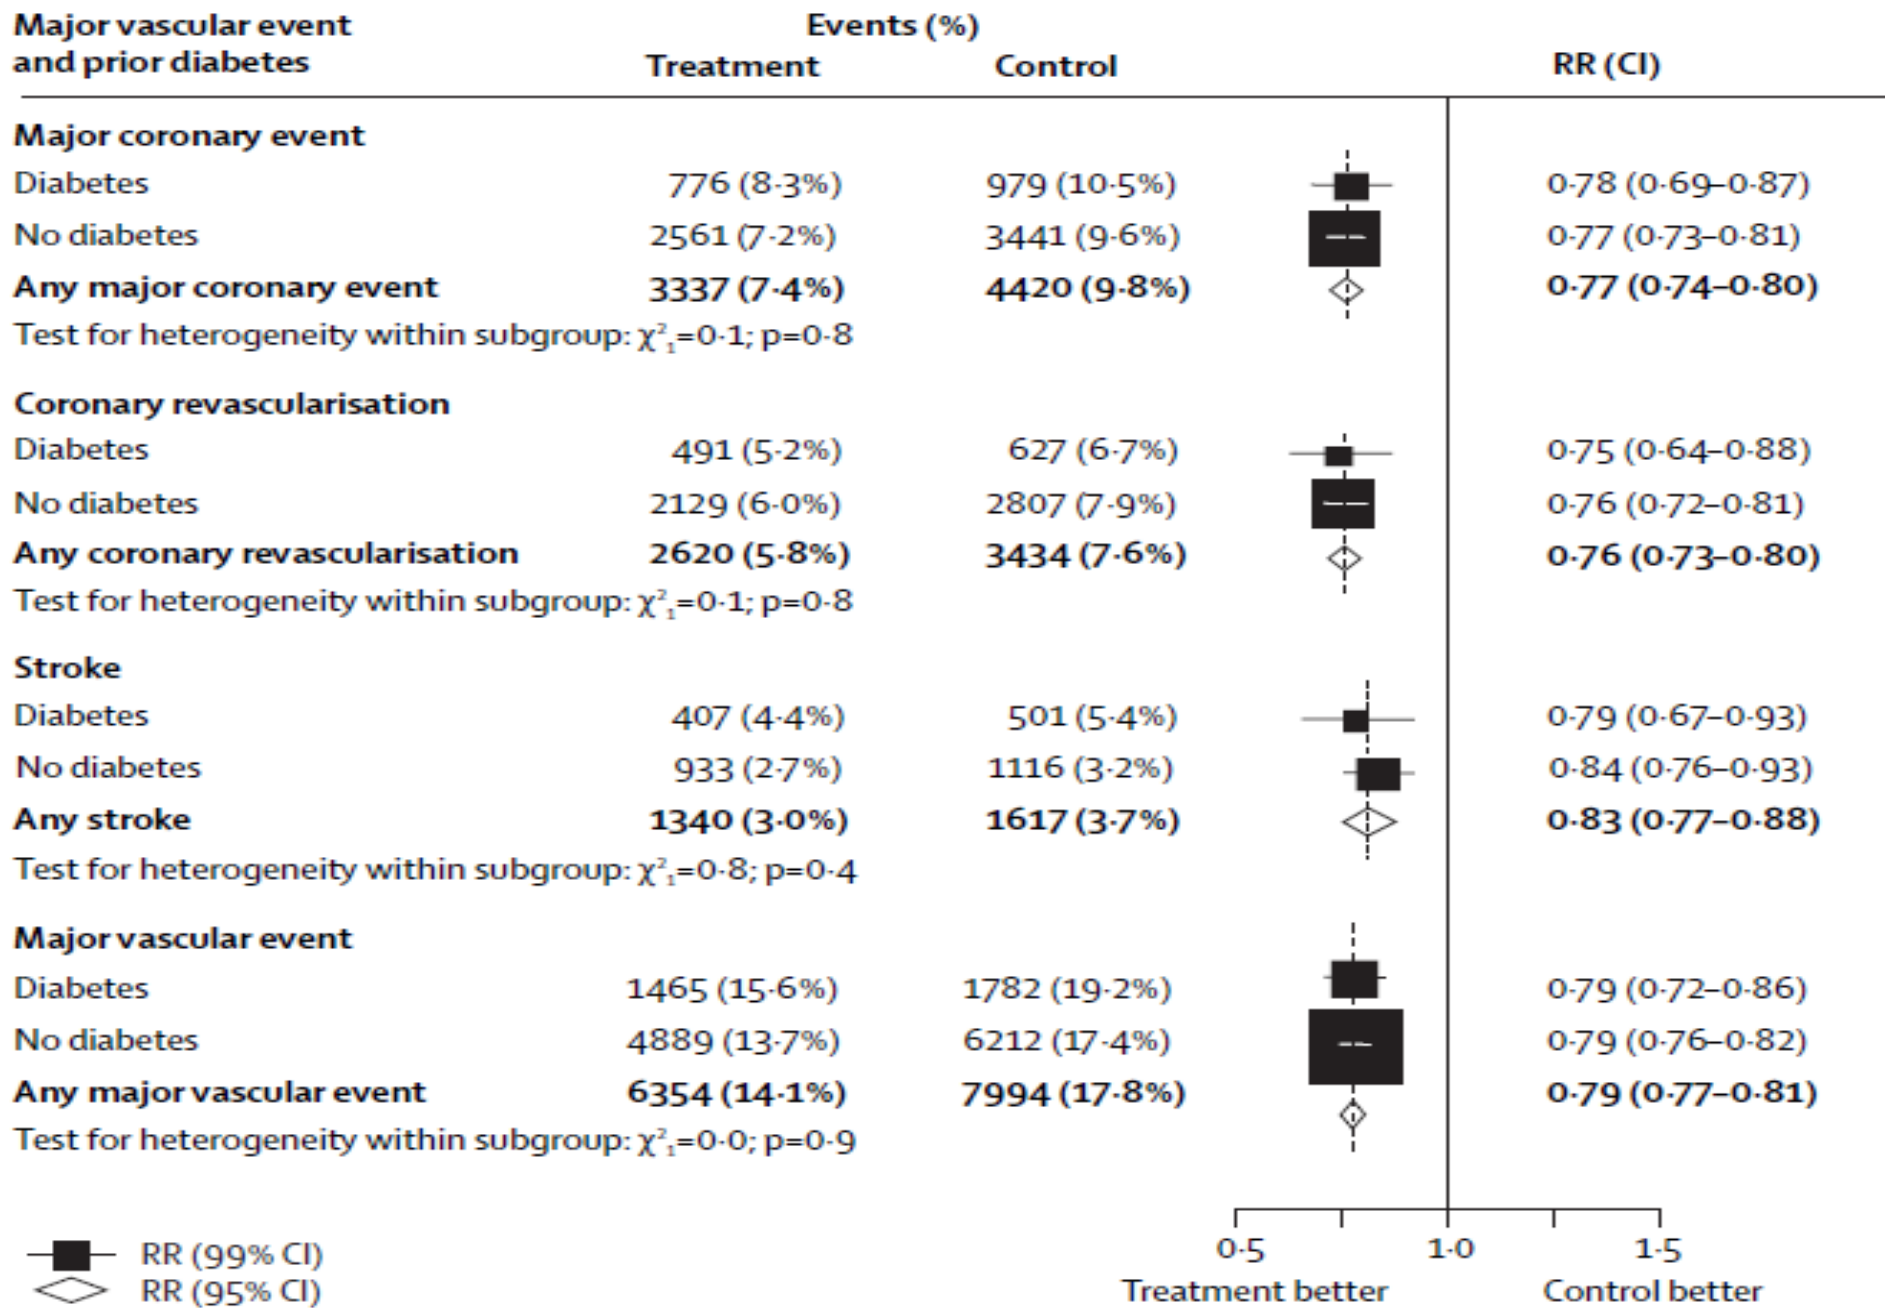 Major vascular event Events (%)
and prior diabetes Treatment Control RR (CI)
Major coronary event
Diabetes 776 (8·3%) 979 (10·5%) 0·78 (0·69–0·87)
No diabetes 2561 (7·2%) 3441 (9·6%) 0·77 (0·73–0·81)
Any major coronary event 3337 (7·4%) 4420 (9·8%) 0·77 (0·74–0·80)
Test for heterogeneity within subgroup: χ²₁=0·1; p=0·8
Coronary revascularisation
Diabetes 491 (5·2%) 627 (6·7%) 0·75 (0·64–0·88)
No diabetes 2129 (6·0%) 2807 (7·9%) 0·76 (0·72–0·81)
Any coronary revascularisation 2620 (5·8%) 3434 (7·6%) 0·76 (0·73–0·80)
Test for heterogeneity within subgroup: χ²₁=0·1; p=0·8
Stroke
Diabetes 407 (4·4%) 501 (5·4%) 0·79 (0·67–0·93)
No diabetes 933 (2·7%) 1116 (3·2%) 0·84 (0·76–0·93)
Any stroke 1340 (3·0%) 1617 (3·7%) 0·83 (0·77–0·88)
Test for heterogeneity within subgroup: χ²₁=0·8; p=0·4
Major vascular event
Diabetes 1465 (15·6%) 1782 (19·2%) 0·79 (0·72–0·86)
No diabetes 4889 (13·7%) 6212 (17·4%) 0·79 (0·76–0·82)
Any major vascular event 6354 (14·1%) 7994 (17·8%) 0·79 (0·77–0·81)
Test for heterogeneity within subgroup: χ²₁=0·0; p=0·9
RR (99% CI) 0·5 1·0 1·5
RR (95% CI) Treatment better Control better